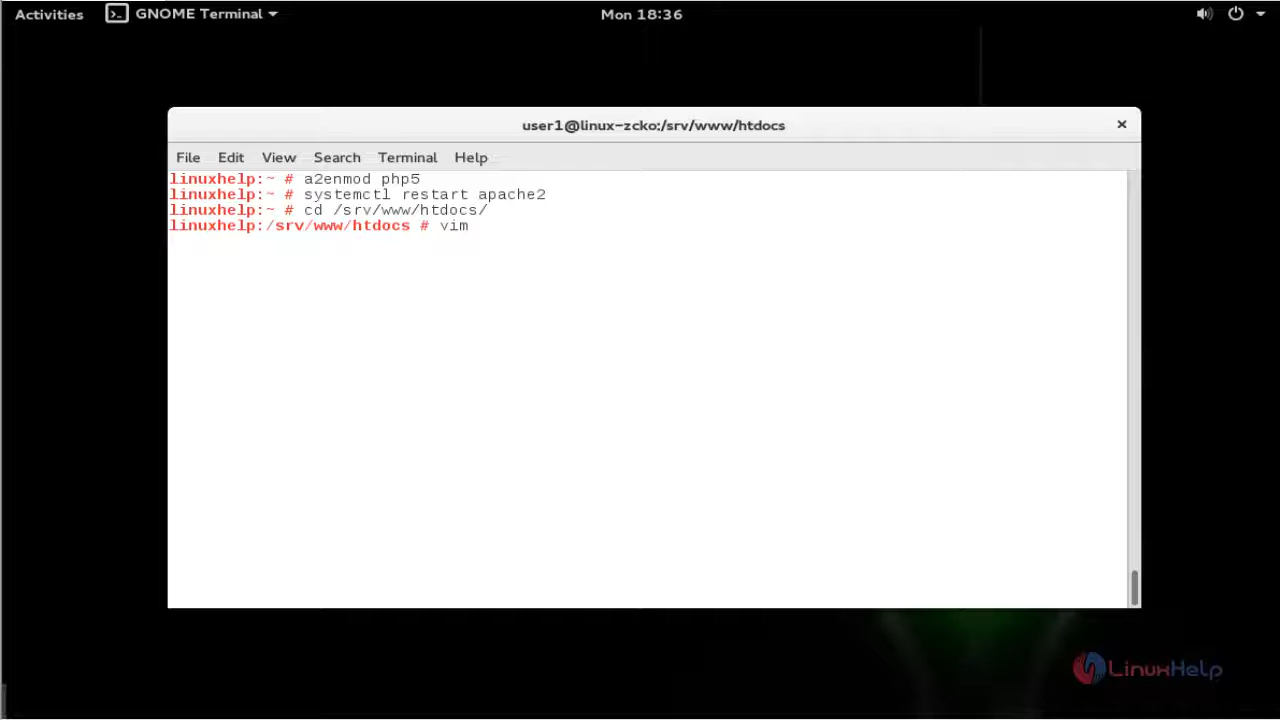 Activities GNOME Terminal Mon 18:36
user1@linux-zcko:/srv/www/htdocs
File Edit View Search Terminal Help
linuxhelp:~ # a2enmod php5
linuxhelp:~ # systemctl restart apache2
linuxhelp:~ # cd /srv/www/htdocs/
linuxhelp:/srv/www/htdocs # vim
LinuxHelp